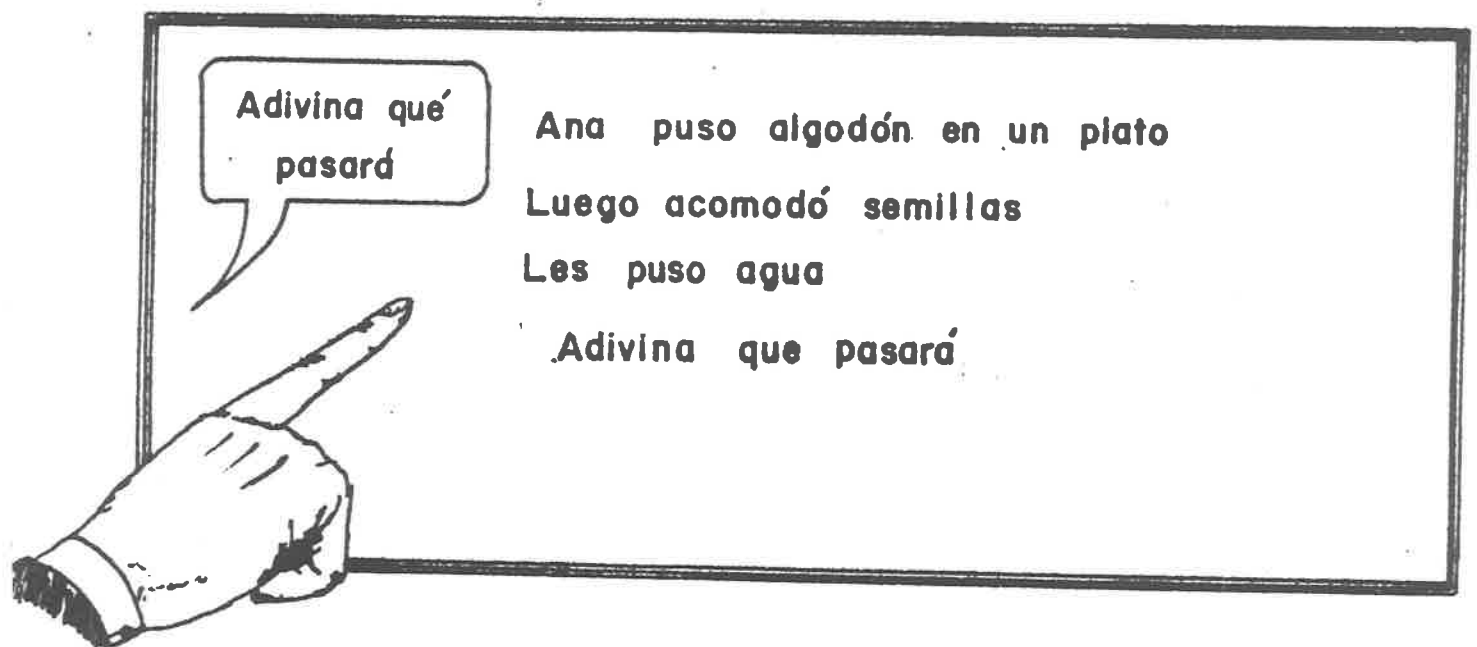 Adivina qué
pasará
Ana puso algodón en un plato
Luego acomodó semillas
Les puso agua
Adivina que pasará